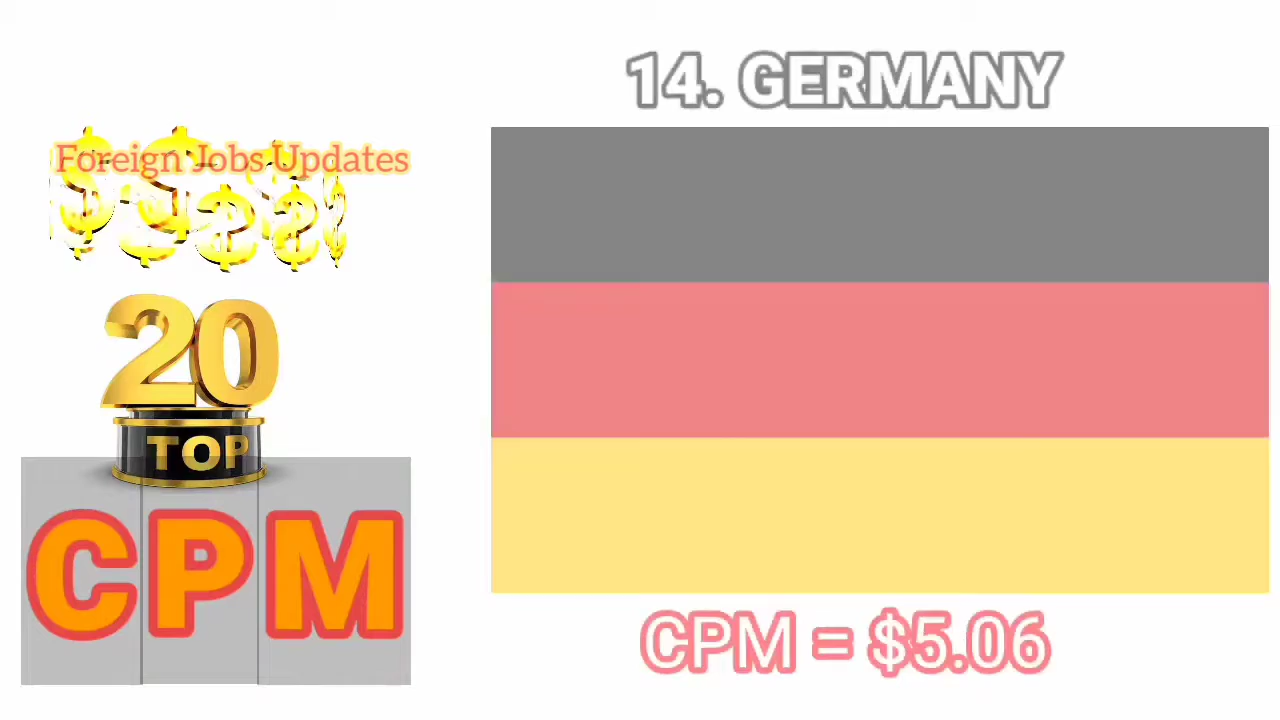 14. GERMANY
Foreign Jobs Updates
$$$$$
20
TOP
CPM
CPM = $5.06